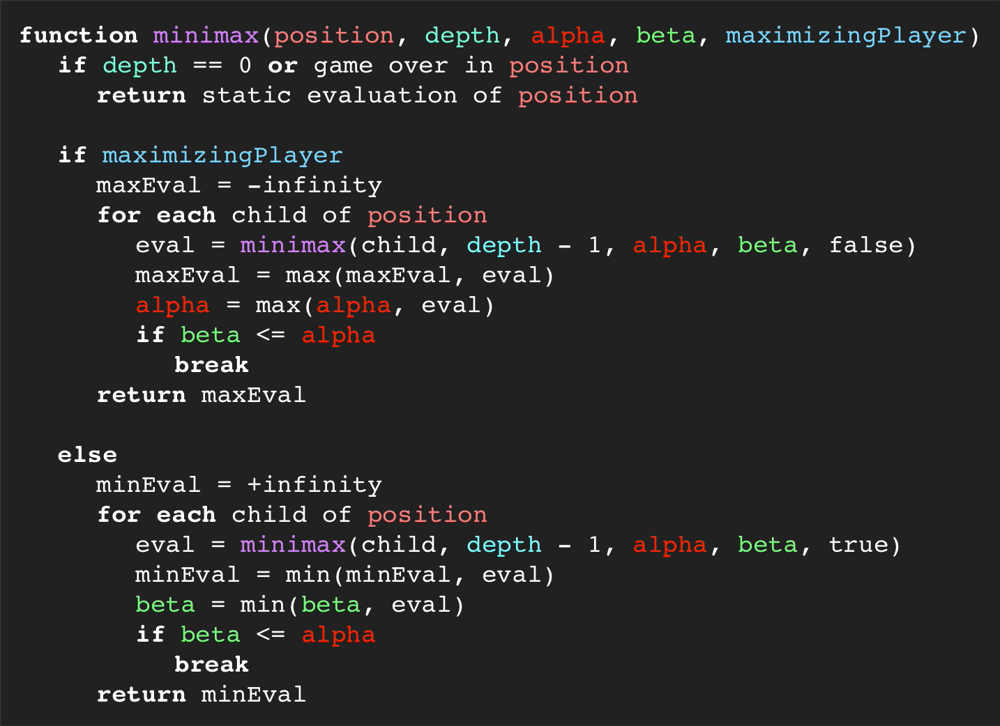 function minimax(position, depth, alpha, beta, maximizingPlayer)
if depth == 0 or game over in position
return static evaluation of position
if maximizingPlayer
maxEval = -infinity
for each child of position
eval = minimax(child, depth - 1, alpha, beta, false)
maxEval = max(maxEval, eval)
alpha = max(alpha, eval)
if beta <= alpha
break
return maxEval
else
minEval = +infinity
for each child of position
eval = minimax(child, depth - 1, alpha, beta, true)
minEval = min(minEval, eval)
beta = min(beta, eval)
if beta <= alpha
break
return minEval